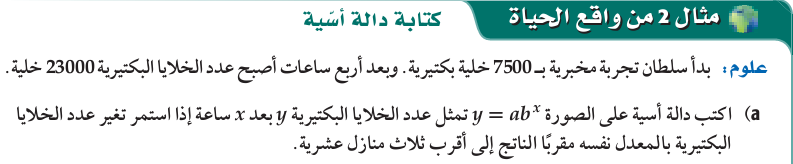 مثال 2 من واقع الحياة
كتابة دالة أسّية
علوم: بدأ سلطان تجربة مخبرية بـ 7500 خلية بكتيرية. وبعد أربع ساعات أصبح عدد الخلايا البكتيرية 23000 خلية.
a) اكتب دالة أسية على الصورة y = ab^x تمثل عدد الخلايا البكتيرية y بعد x ساعة إذا استمر تغير عدد الخلايا
البكتيرية بالمعدل نفسه مقربًا الناتج إلى أقرب ثلاث منازل عشرية.